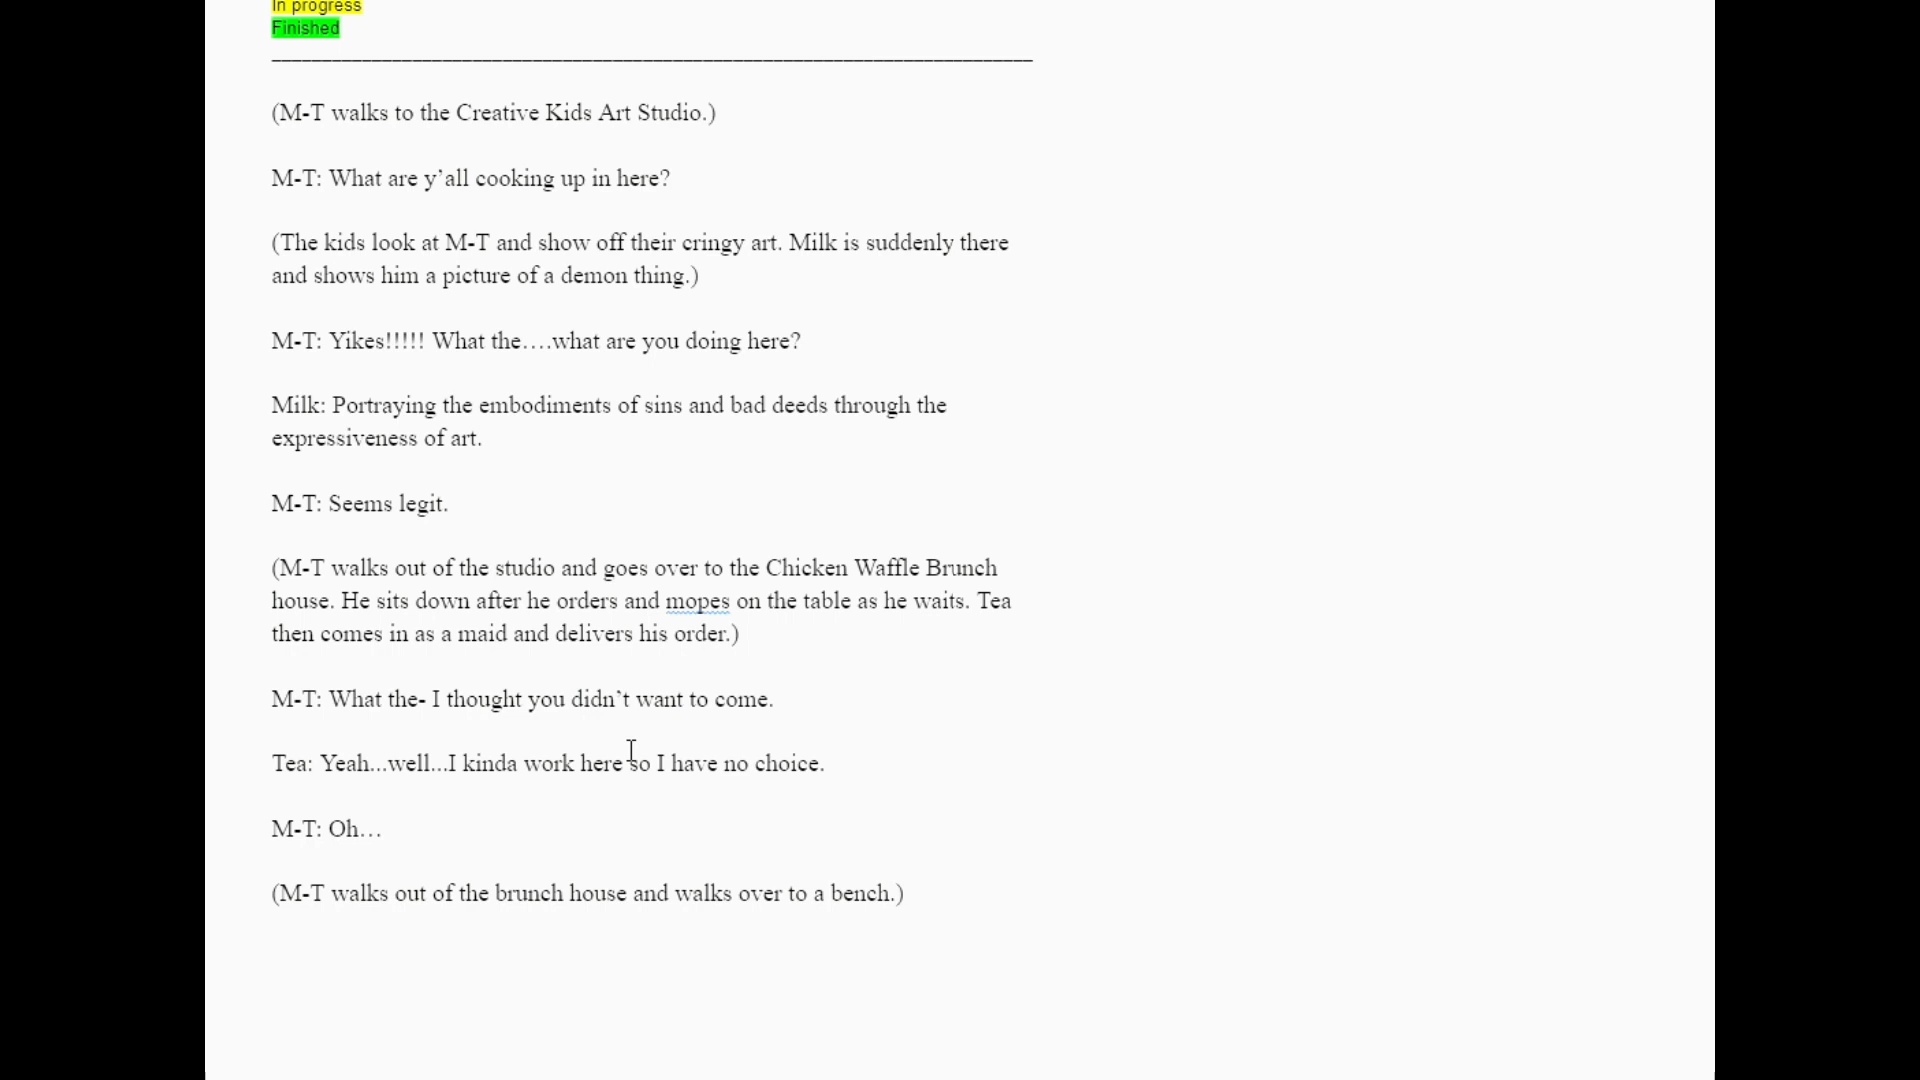 In progress
Finished
(M-T walks to the Creative Kids Art Studio.)
M-T: What are y’all cooking up in here?
(The kids look at M-T and show off their cringy art. Milk is suddenly there
and shows him a picture of a demon thing.)
M-T: Yikes!!!!! What the….what are you doing here?
Milk: Portraying the embodiments of sins and bad deeds through the
expressiveness of art.
M-T: Seems legit.
(M-T walks out of the studio and goes over to the Chicken Waffle Brunch
house. He sits down after he orders and mopes on the table as he waits. Tea
then comes in as a maid and delivers his order.)
M-T: What the- I thought you didn’t want to come.
Tea: Yeah...well...I kinda work here so I have no choice.
M-T: Oh…
(M-T walks out of the brunch house and walks over to a bench.)